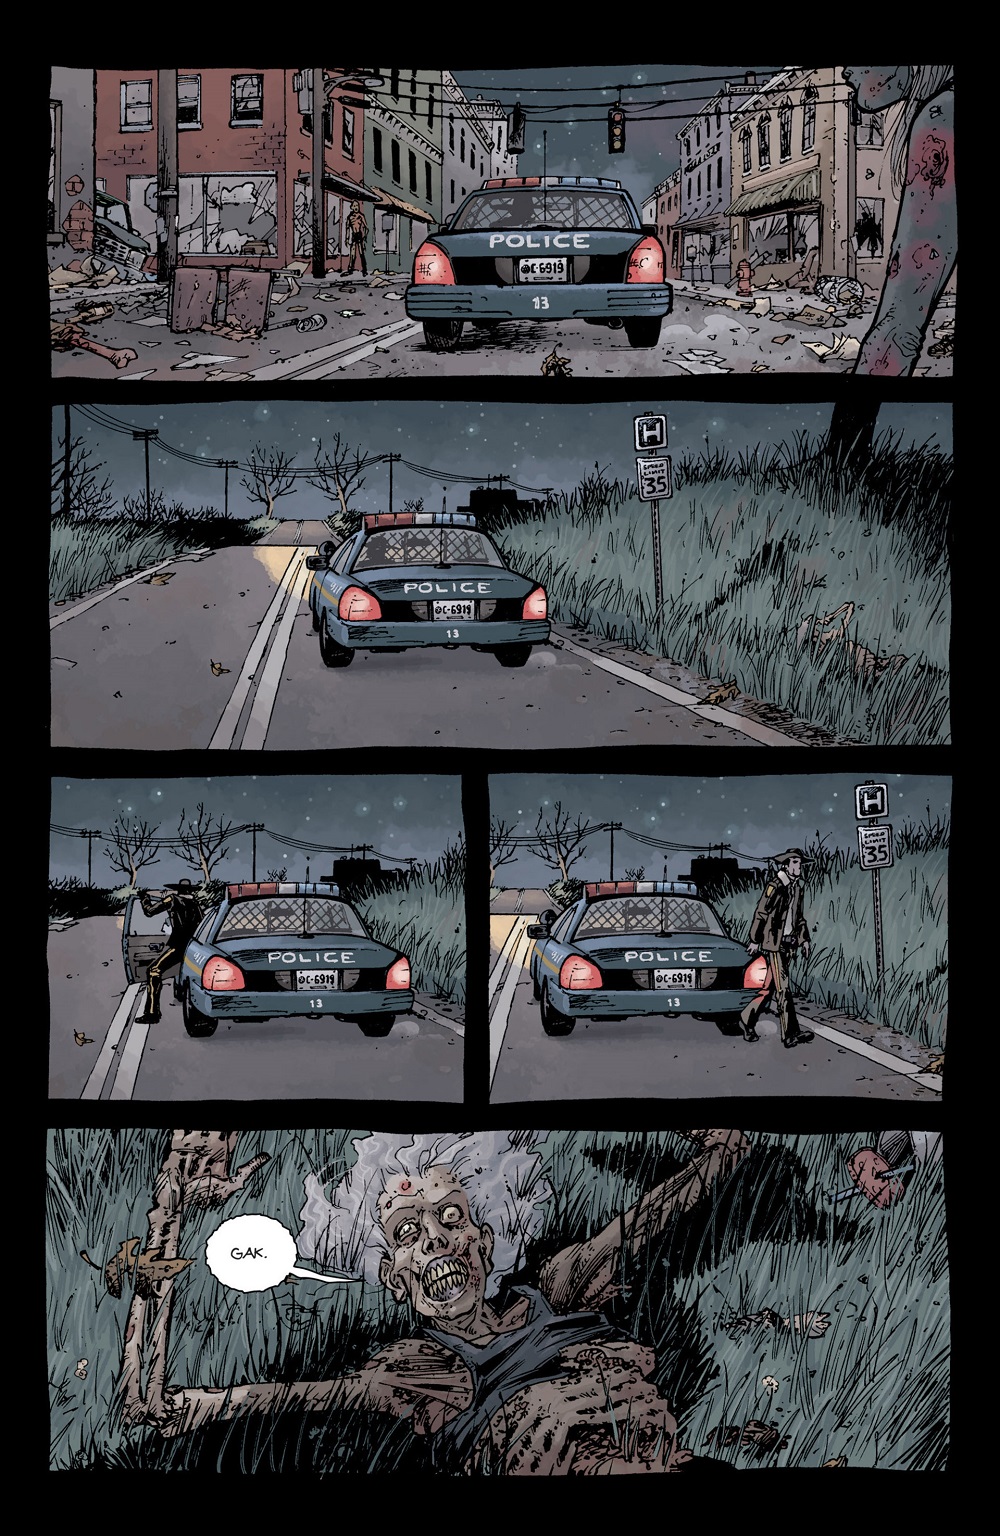 POLICE
C-6919
13
H
SPEED
LIMIT
35
POLICE
C-6919
13
POLICE
C-6919
13
H
SPEED
LIMIT
35
POLICE
C-6919
13
GAK.